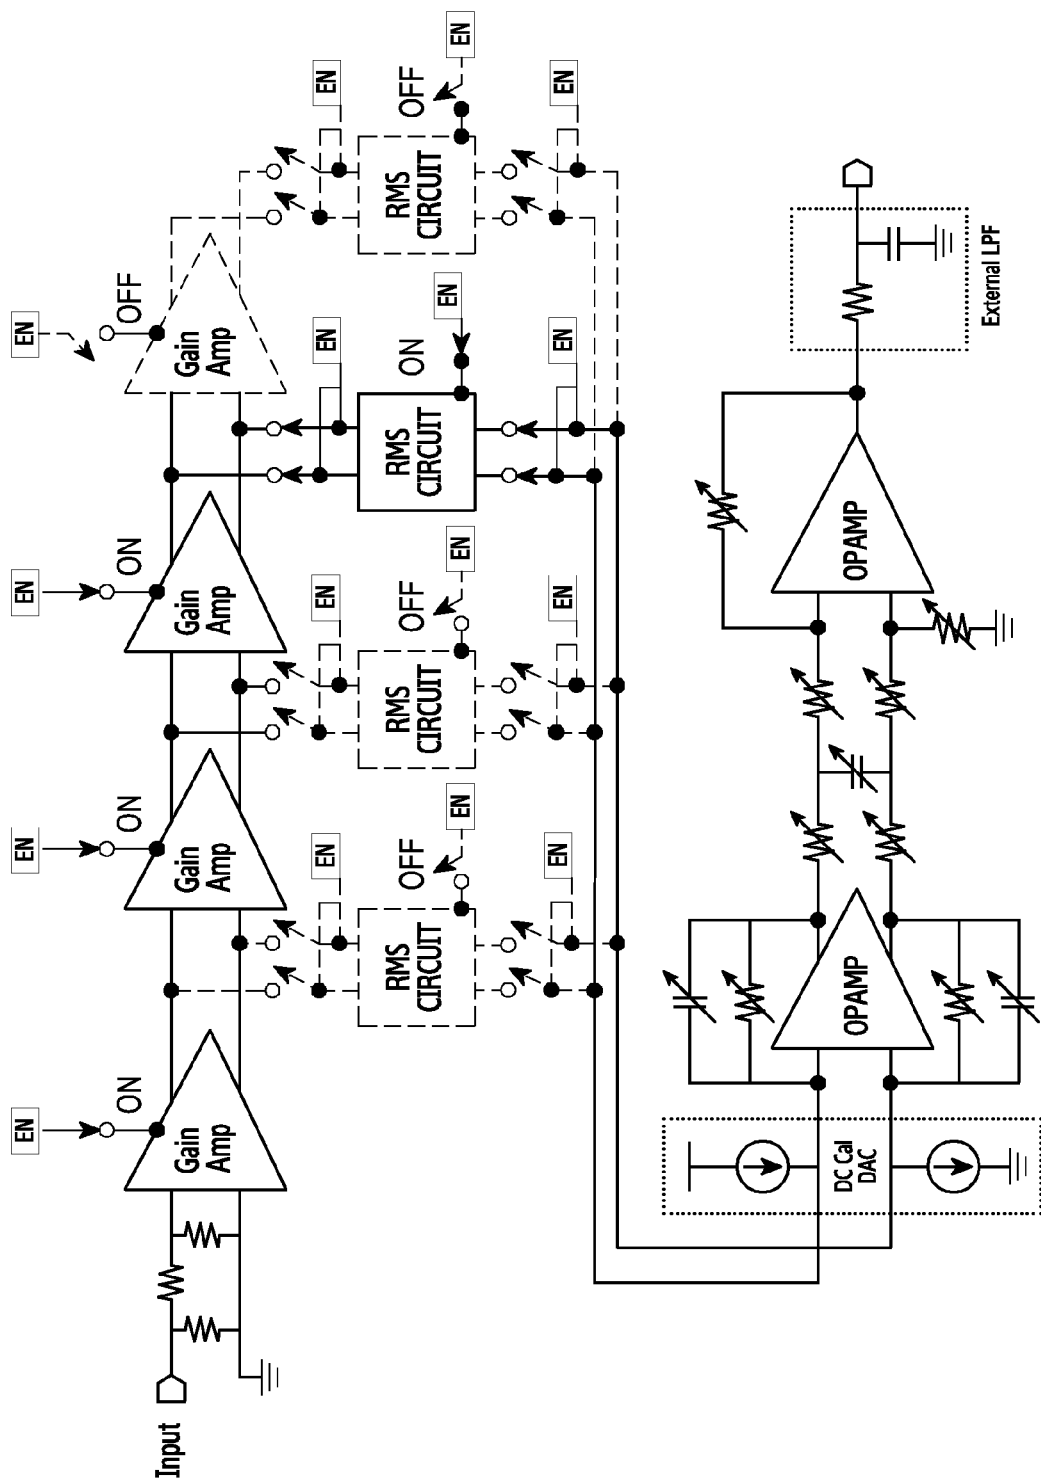 EN
EN
EN
EN
ON
ON
ON
OFF
Input
Gain
Amp
Gain
Amp
Gain
Amp
Gain
Amp
EN
EN
EN
EN
RMS
CIRCUIT
OFF
EN
RMS
CIRCUIT
OFF
EN
RMS
CIRCUIT
ON
EN
RMS
CIRCUIT
OFF
EN
EN
EN
EN
EN
DC Cal
DAC
OPAMP
OPAMP
External LPF